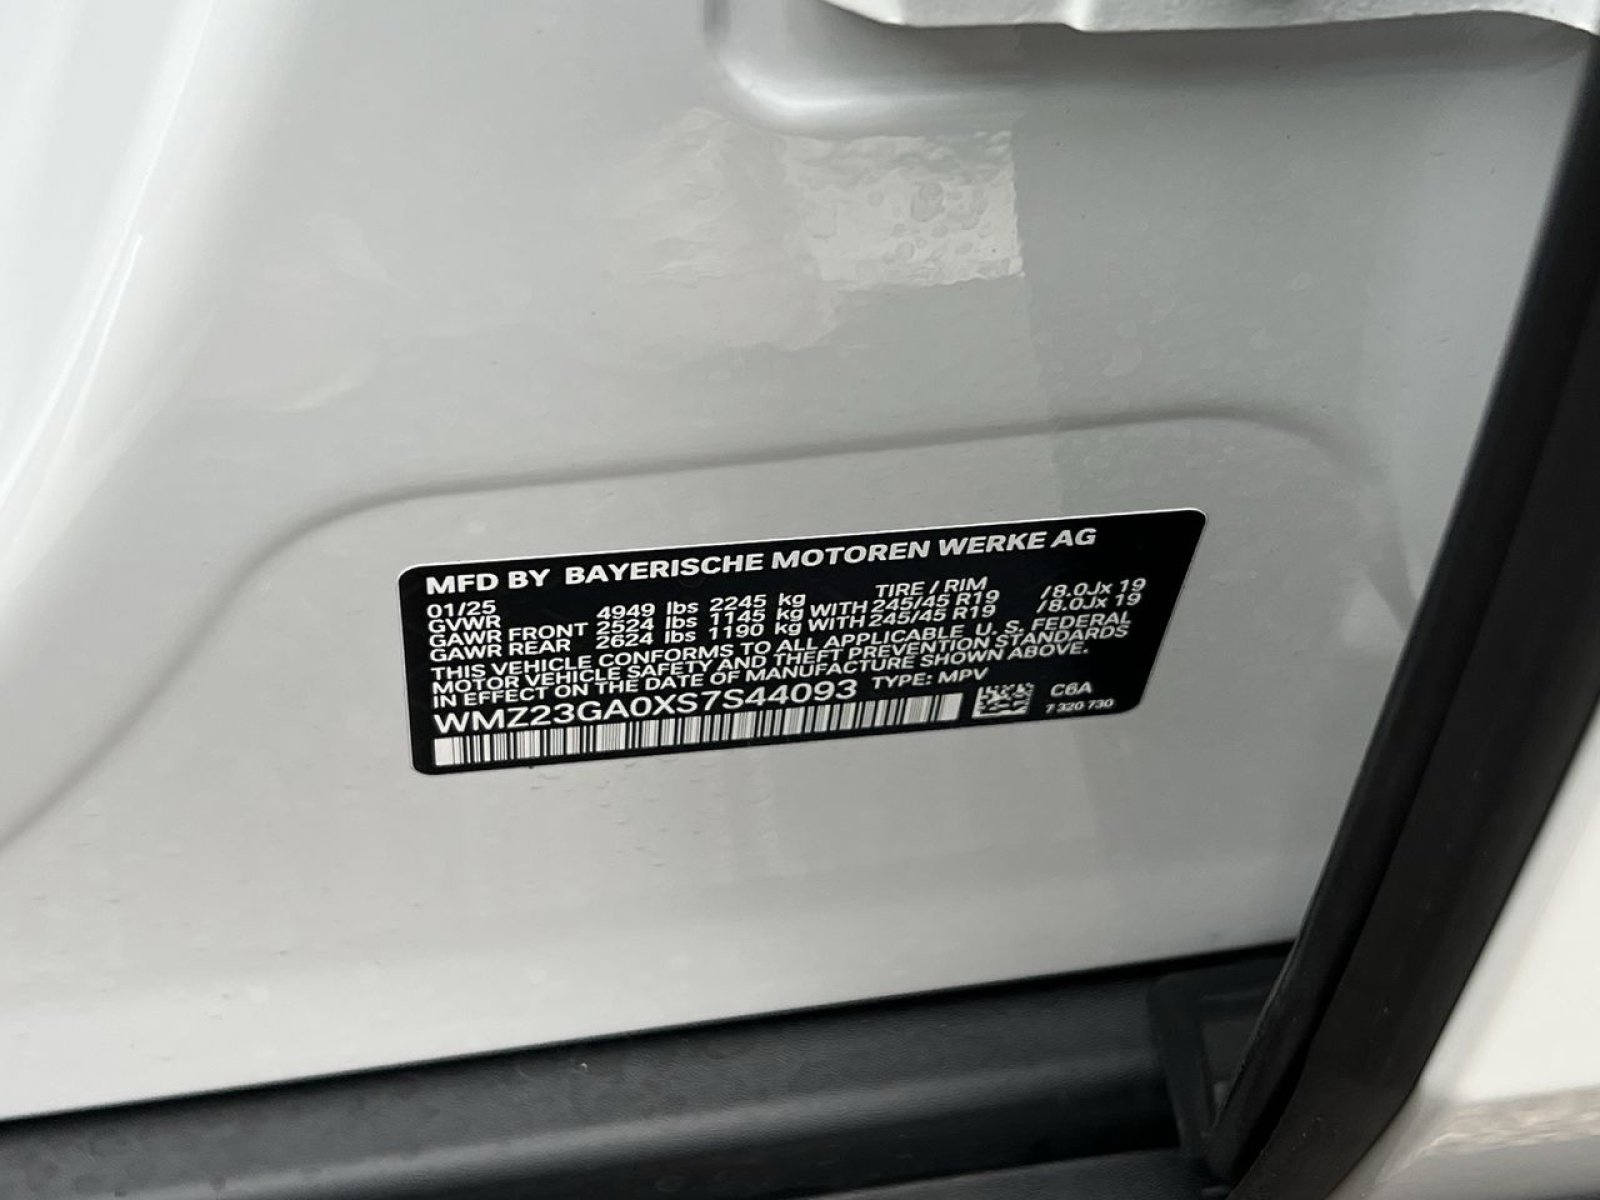 MFD BY BAYERISCHE MOTOREN WERKE AG
01/25 TIRE / RIM
GVWR 4949 lbs 2245 kg
GAWR FRONT 2524 lbs 1145 kg WITH 245/45 R19 /8.0Jx 19
GAWR REAR 2624 lbs 1190 kg WITH 245/45 R19 /8.0Jx 19
THIS VEHICLE CONFORMS TO ALL APPLICABLE U. S. FEDERAL
MOTOR VEHICLE SAFETY AND THEFT PREVENTION STANDARDS
IN EFFECT ON THE DATE OF MANUFACTURE SHOWN ABOVE.
WMZ23GA0XS7S44093 TYPE: MPV
C6A
7 320 730